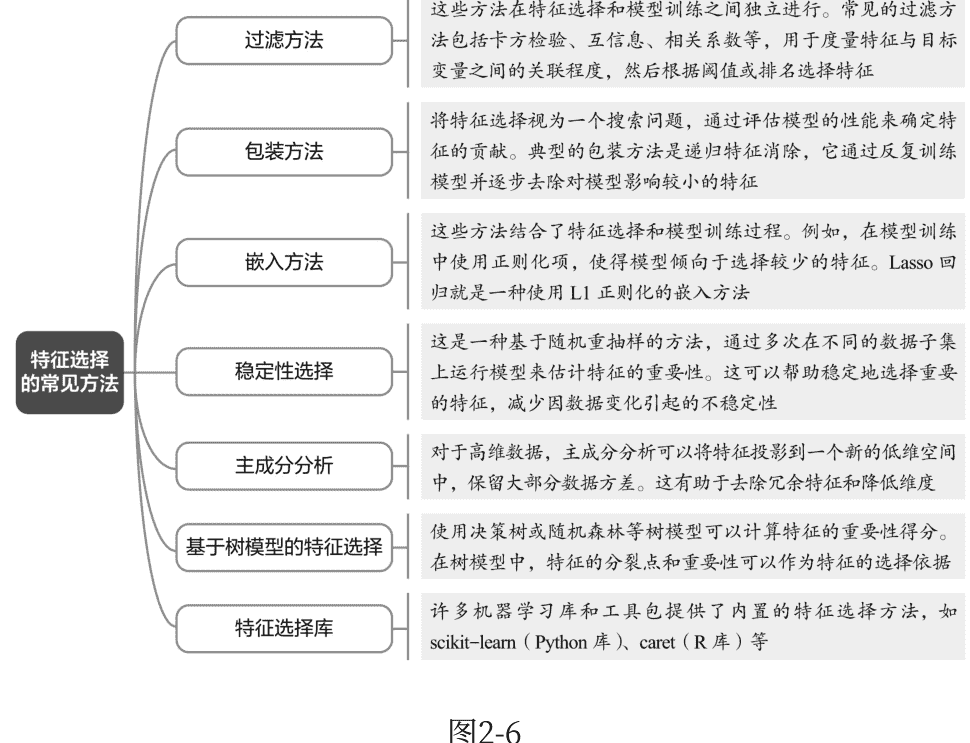 特征选择
的常见方法
过滤方法
这些方法在特征选择和模型训练之间独立进行。常见的过滤方
法包括卡方检验、互信息、相关系数等，用于度量特征与目标
变量之间的关联程度，然后根据阈值或排名选择特征
包装方法
将特征选择视为一个搜索问题，通过评估模型的性能来确定特
征的贡献。典型的包装方法是递归特征消除，它通过反复训练
模型并逐步去除对模型影响较小的特征
嵌入方法
这些方法结合了特征选择和模型训练过程。例如，在模型训练
中使用正则化项，使得模型倾向于选择较少的特征。Lasso 回
归就是一种使用 L1 正则化的嵌入方法
稳定性选择
这是一种基于随机重抽样的方法，通过多次在不同的数据子集
上运行模型来估计特征的重要性。这可以帮助稳定地选择重要
的特征，减少因数据变化引起的不稳定性
主成分分析
对于高维数据，主成分分析可以将特征投影到一个新的低维空间
中，保留大部分数据方差。这有助于去除冗余特征和降低维度
基于树模型的特征选择
使用决策树或随机森林等树模型可以计算特征的重要性得分。
在树模型中，特征的分裂点和重要性可以作为特征的选择依据
特征选择库
许多机器学习库和工具包提供了内置的特征选择方法，如
scikit-learn（Python 库）、caret（R 库）等
图2-6